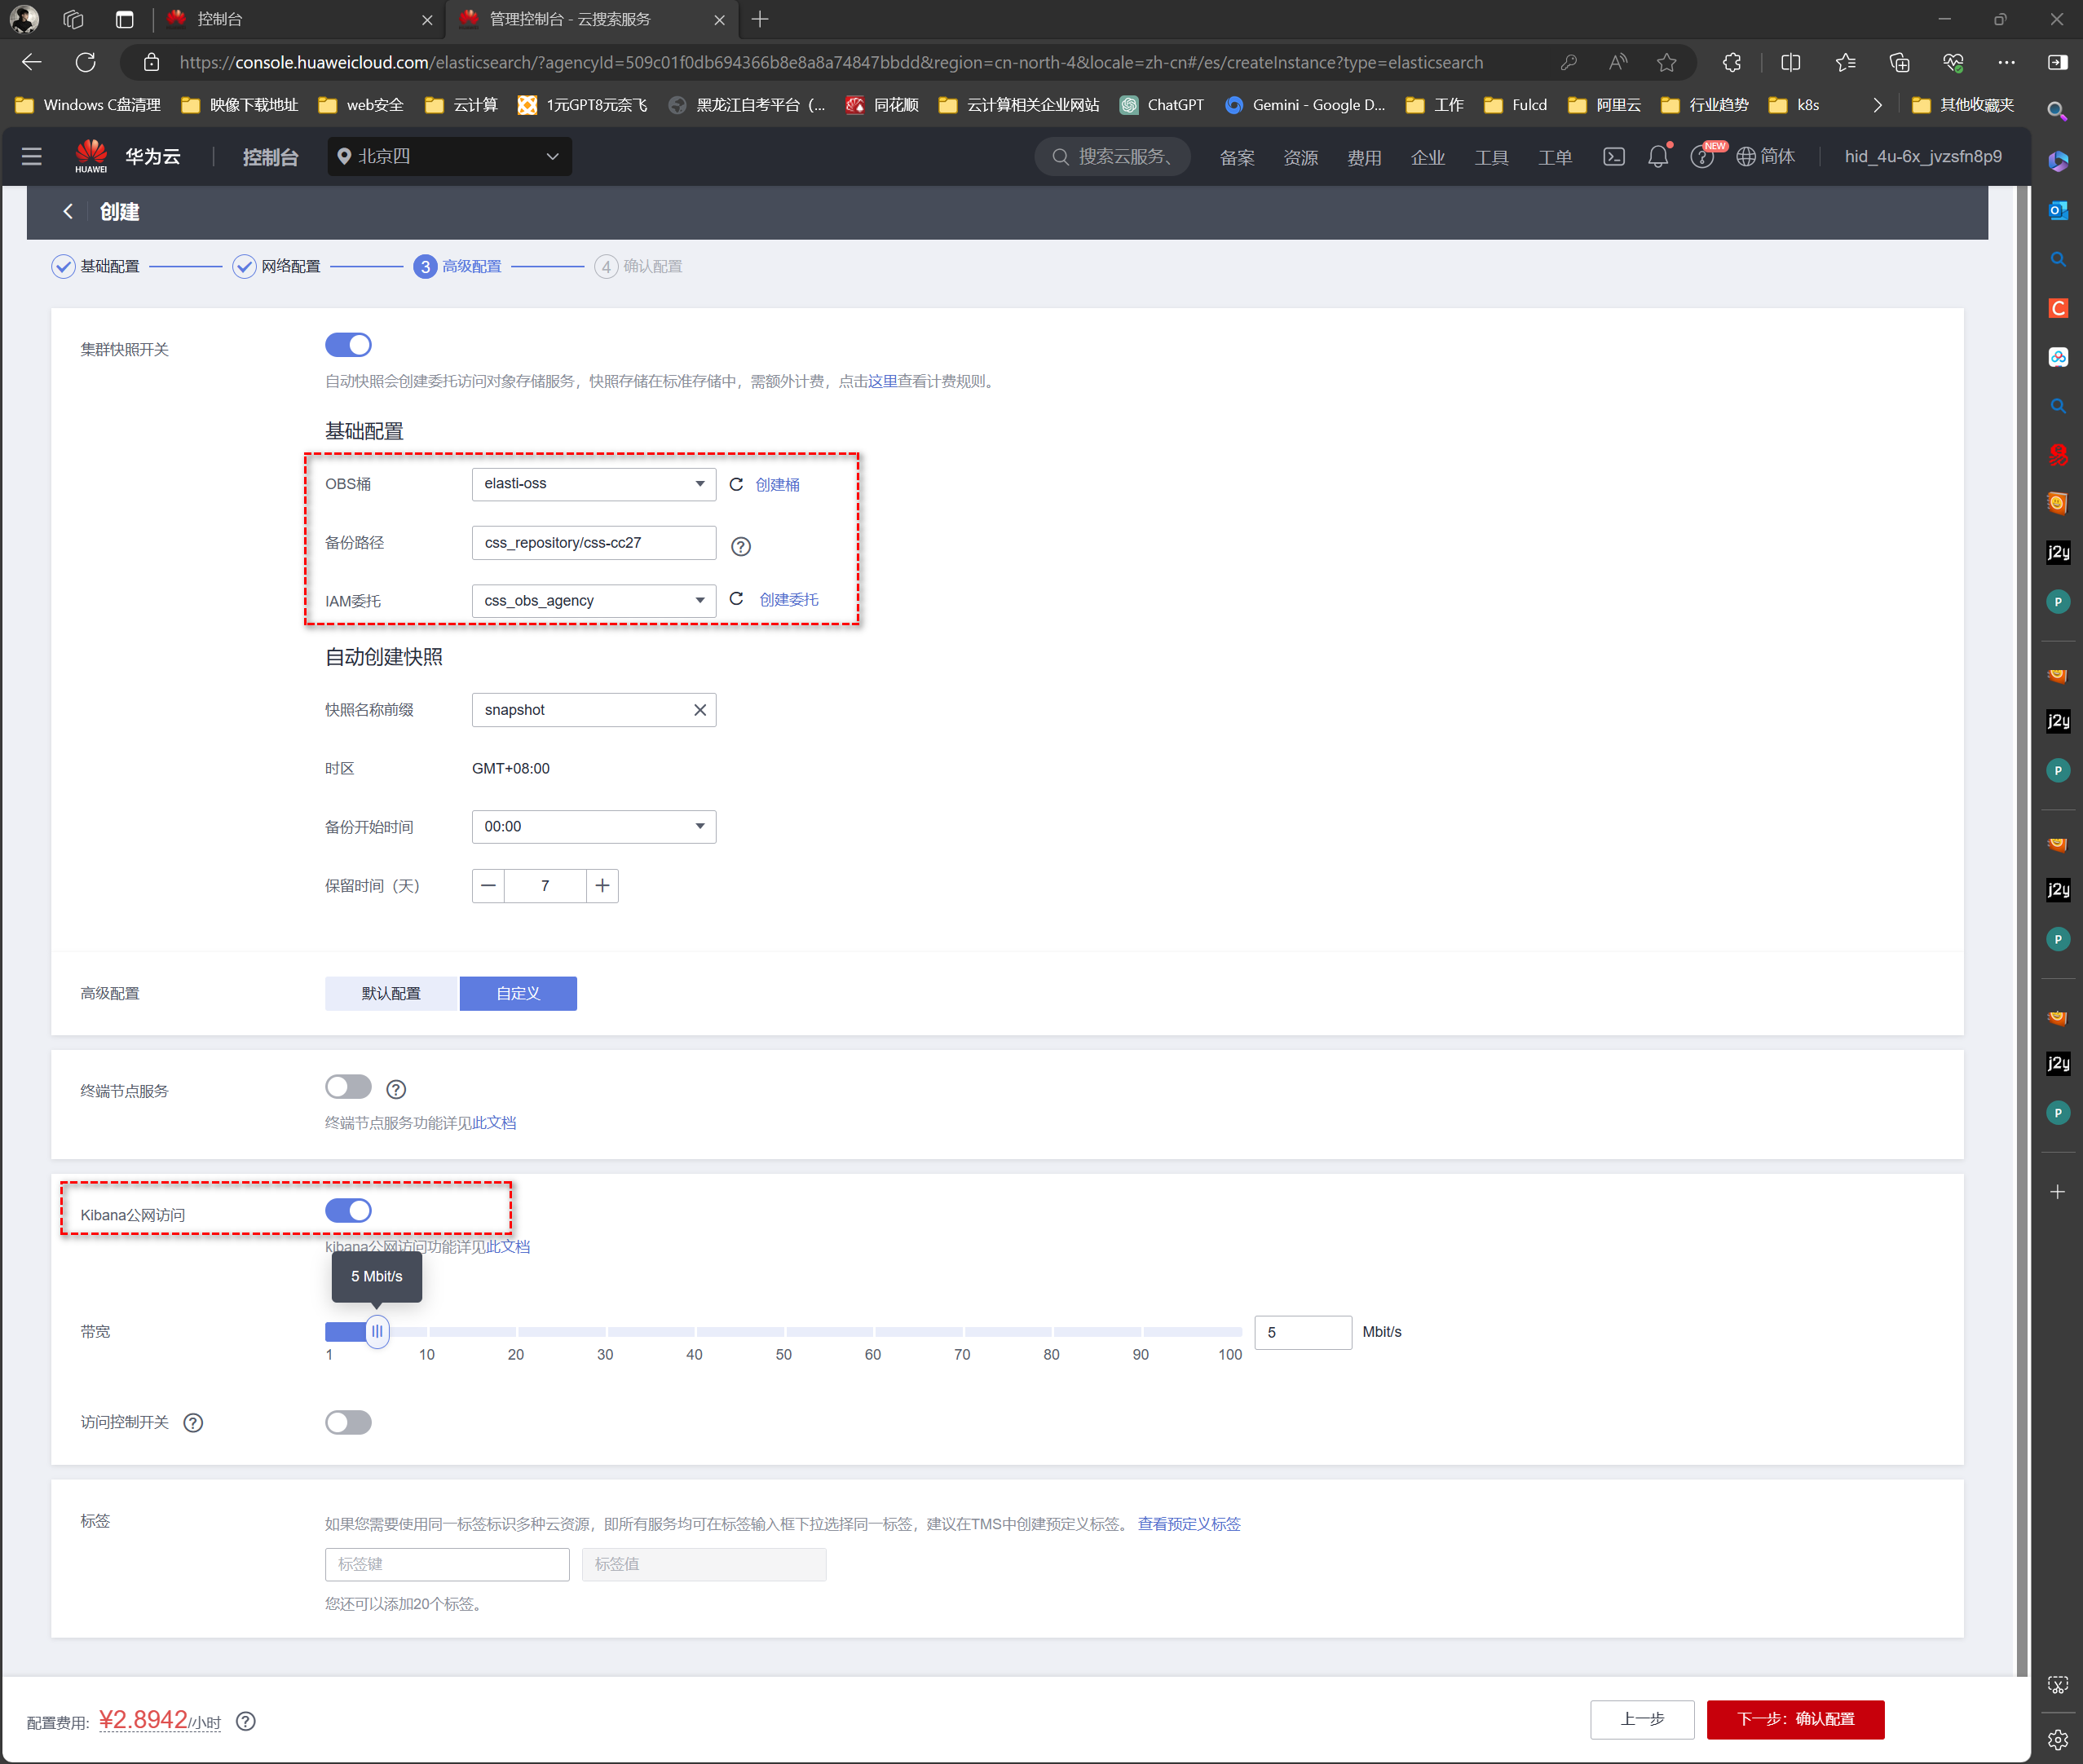 控制台
管理控制台 - 云搜索服务
https://console.huaweicloud.com/elasticsearch/?agencyId=509c01f0db694366b8e8a8a74847bbdd&region=cn-north-4&locale=zh-cn#/es/createInstance?type=elasticsearch
Windows C盘清理 映像下载地址 web安全 云计算 1元GPT8元奈飞 黑龙江自考平台（... 同花顺 云计算相关企业网站 ChatGPT Gemini - Google D... 工作 Fulcd 阿里云 行业趋势 k8s 其他收藏夹
HUAWEI 华为云 控制台 北京四 搜索云服务、 备案 资源 费用 企业 工具 工单 NEW 简体 hid_4u-6x_jvzsfn8p9
创建
基础配置 网络配置 3 高级配置 4 确认配置
集群快照开关
自动快照会创建委托访问对象存储服务，快照存储在标准存储中，需额外计费，点击这里查看计费规则。
基础配置
OBS桶 elasti-oss 创建桶
备份路径 css_repository/css-cc27
IAM委托 css_obs_agency 创建委托
自动创建快照
快照名称前缀 snapshot
时区 GMT+08:00
备份开始时间 00:00
保留时间（天） 7
高级配置 默认配置 自定义
终端节点服务
终端节点服务功能详见此文档
Kibana公网访问
kibana公网访问功能详见此文档
5 Mbit/s
带宽 5 Mbit/s
1 10 20 30 40 50 60 70 80 90 100
访问控制开关
标签
如果您需要使用同一标签标识多种云资源，即所有服务均可在标签输入框下拉选择同一标签，建议在TMS中创建预定义标签。 查看预定义标签
标签键 标签值
您还可以添加20个标签。
配置费用: ¥2.8942/小时 上一步 下一步：确认配置
j2y
P
j2y
P
j2y
P
j2y
P